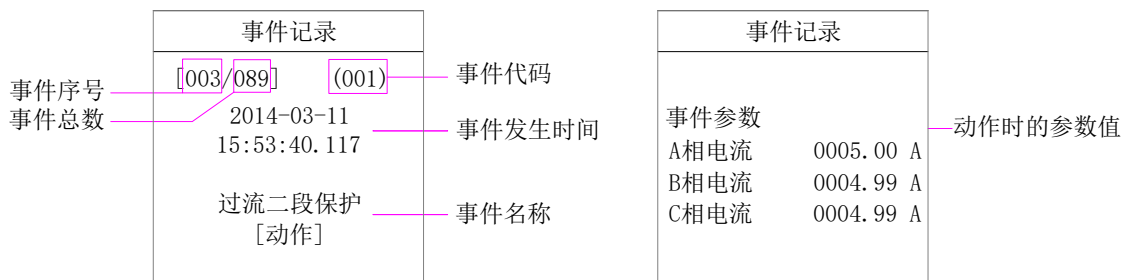 事件记录
[003/089] (001)
事件代码
事件序号
事件总数
2014-03-11
15:53:40.117
事件发生时间
过流二段保护
[动作]
事件名称
事件记录
事件参数
A相电流 0005.00 A
B相电流 0004.99 A
C相电流 0004.99 A
动作时的参数值